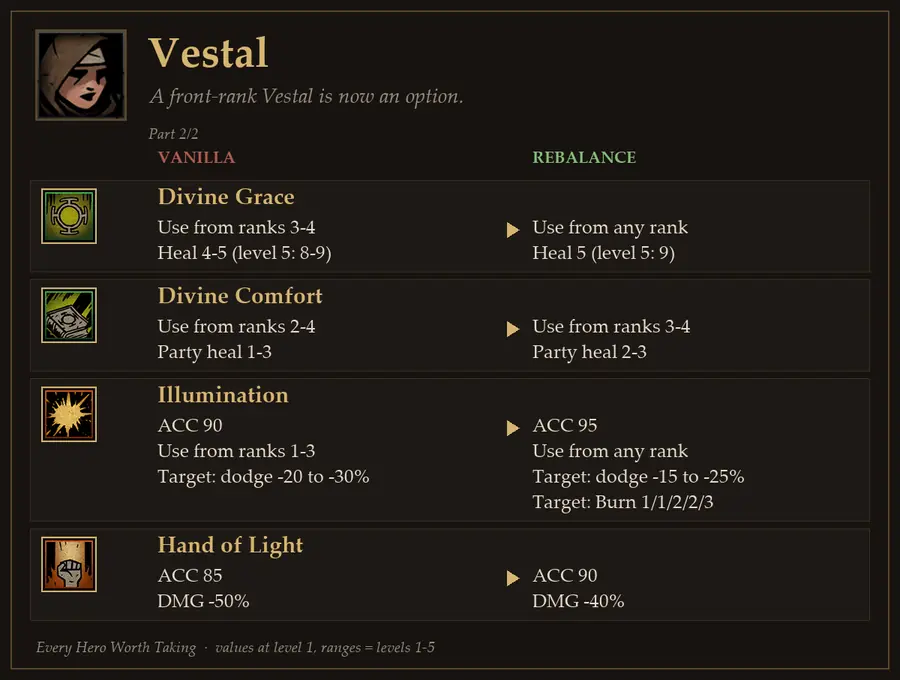 Vestal
A front-rank Vestal is now an option.
Part 2/2
VANILLA REBALANCE
Divine Grace
Use from ranks 3-4 Use from any rank
Heal 4-5 (level 5: 8-9) Heal 5 (level 5: 9)
Divine Comfort
Use from ranks 2-4 Use from ranks 3-4
Party heal 1-3 Party heal 2-3
Illumination
ACC 90 ACC 95
Use from ranks 1-3 Use from any rank
Target: dodge -20 to -30% Target: dodge -15 to -25%
Target: Burn 1/1/2/2/3
Hand of Light
ACC 85 ACC 90
DMG -50% DMG -40%
Every Hero Worth Taking · values at level 1, ranges = levels 1-5